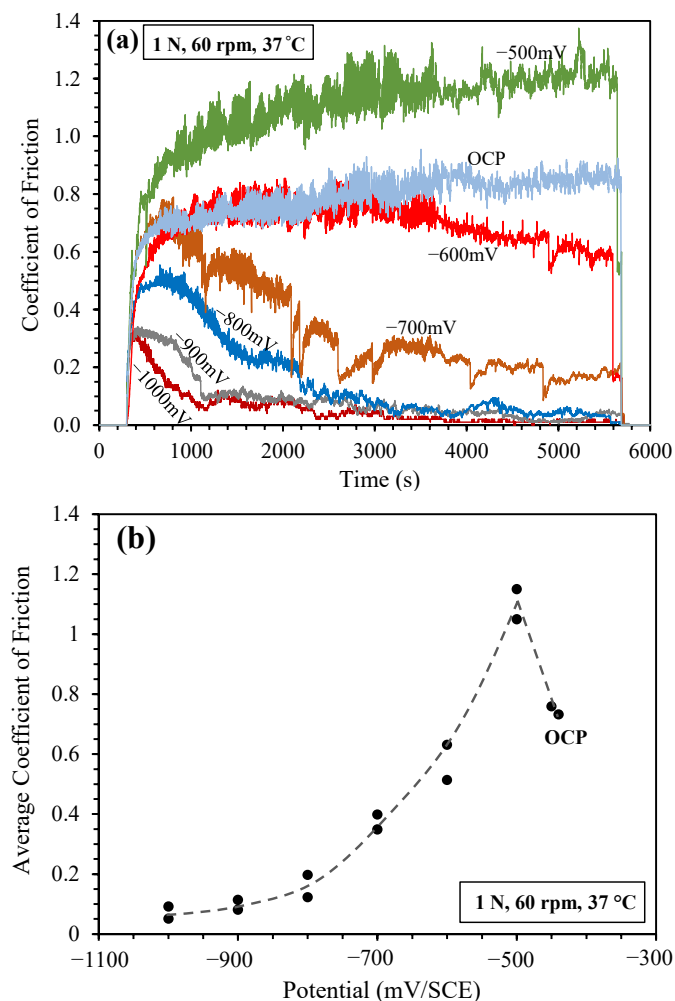 (a)
1 N, 60 rpm, 37 °C
−500mV
OCP
−600mV
−700mV
−800mV
−900mV
−1000mV
Coefficient of Friction
1.4
1.2
1.0
0.8
0.6
0.4
0.2
0.0
0 1000 2000 3000 4000 5000 6000
Time (s)
(b)
Average Coefficient of Friction
1.4
1.2
1
0.8
0.6
0.4
0.2
0
OCP
1 N, 60 rpm, 37 °C
−1100 −900 −700 −500 −300
Potential (mV/SCE)